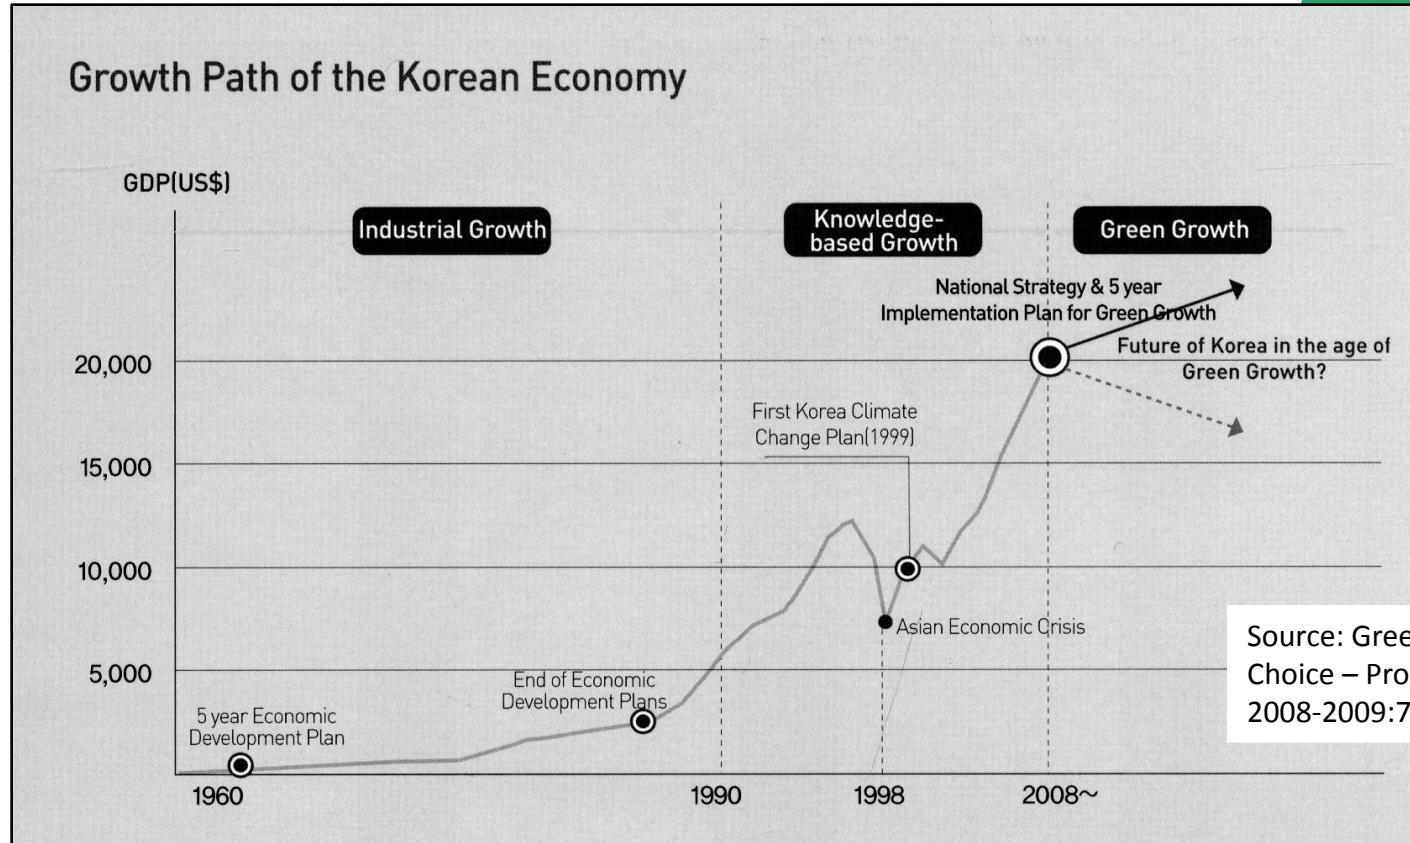 Growth Path of the Korean Economy
GDP(US$)
Industrial Growth
Knowledge-
based Growth
Green Growth
National Strategy & 5 year
Implementation Plan for Green Growth
Future of Korea in the age of
Green Growth?
20,000
First Korea Climate
Change Plan(1999)
15,000
10,000
Asian Economic Crisis
5,000
End of Economic
Development Plans
5 year Economic
Development Plan
Source:
Choice – 
2008-2009:7
1960
1990
1998
2008~